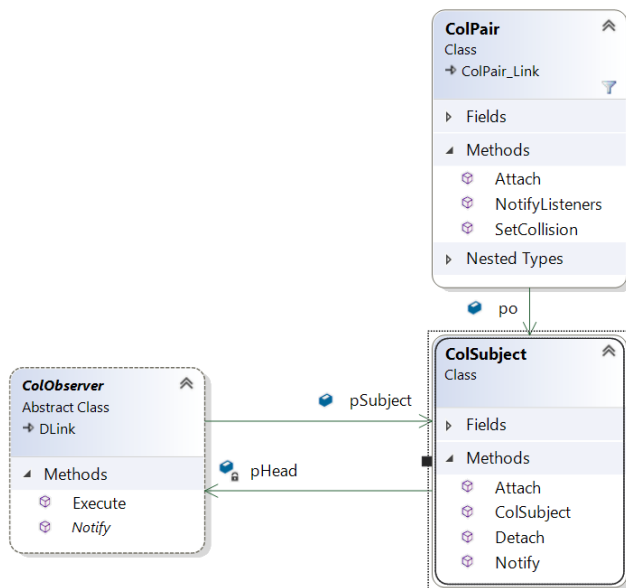 ColPair
Class
ColPair_Link
Fields
Methods
Attach
NotifyListeners
SetCollision
Nested Types
po
ColSubject
Class
Fields
Methods
Attach
ColSubject
Detach
Notify
ColObserver
Abstract Class
DLink
Methods
Execute
Notify
pSubject
pHead